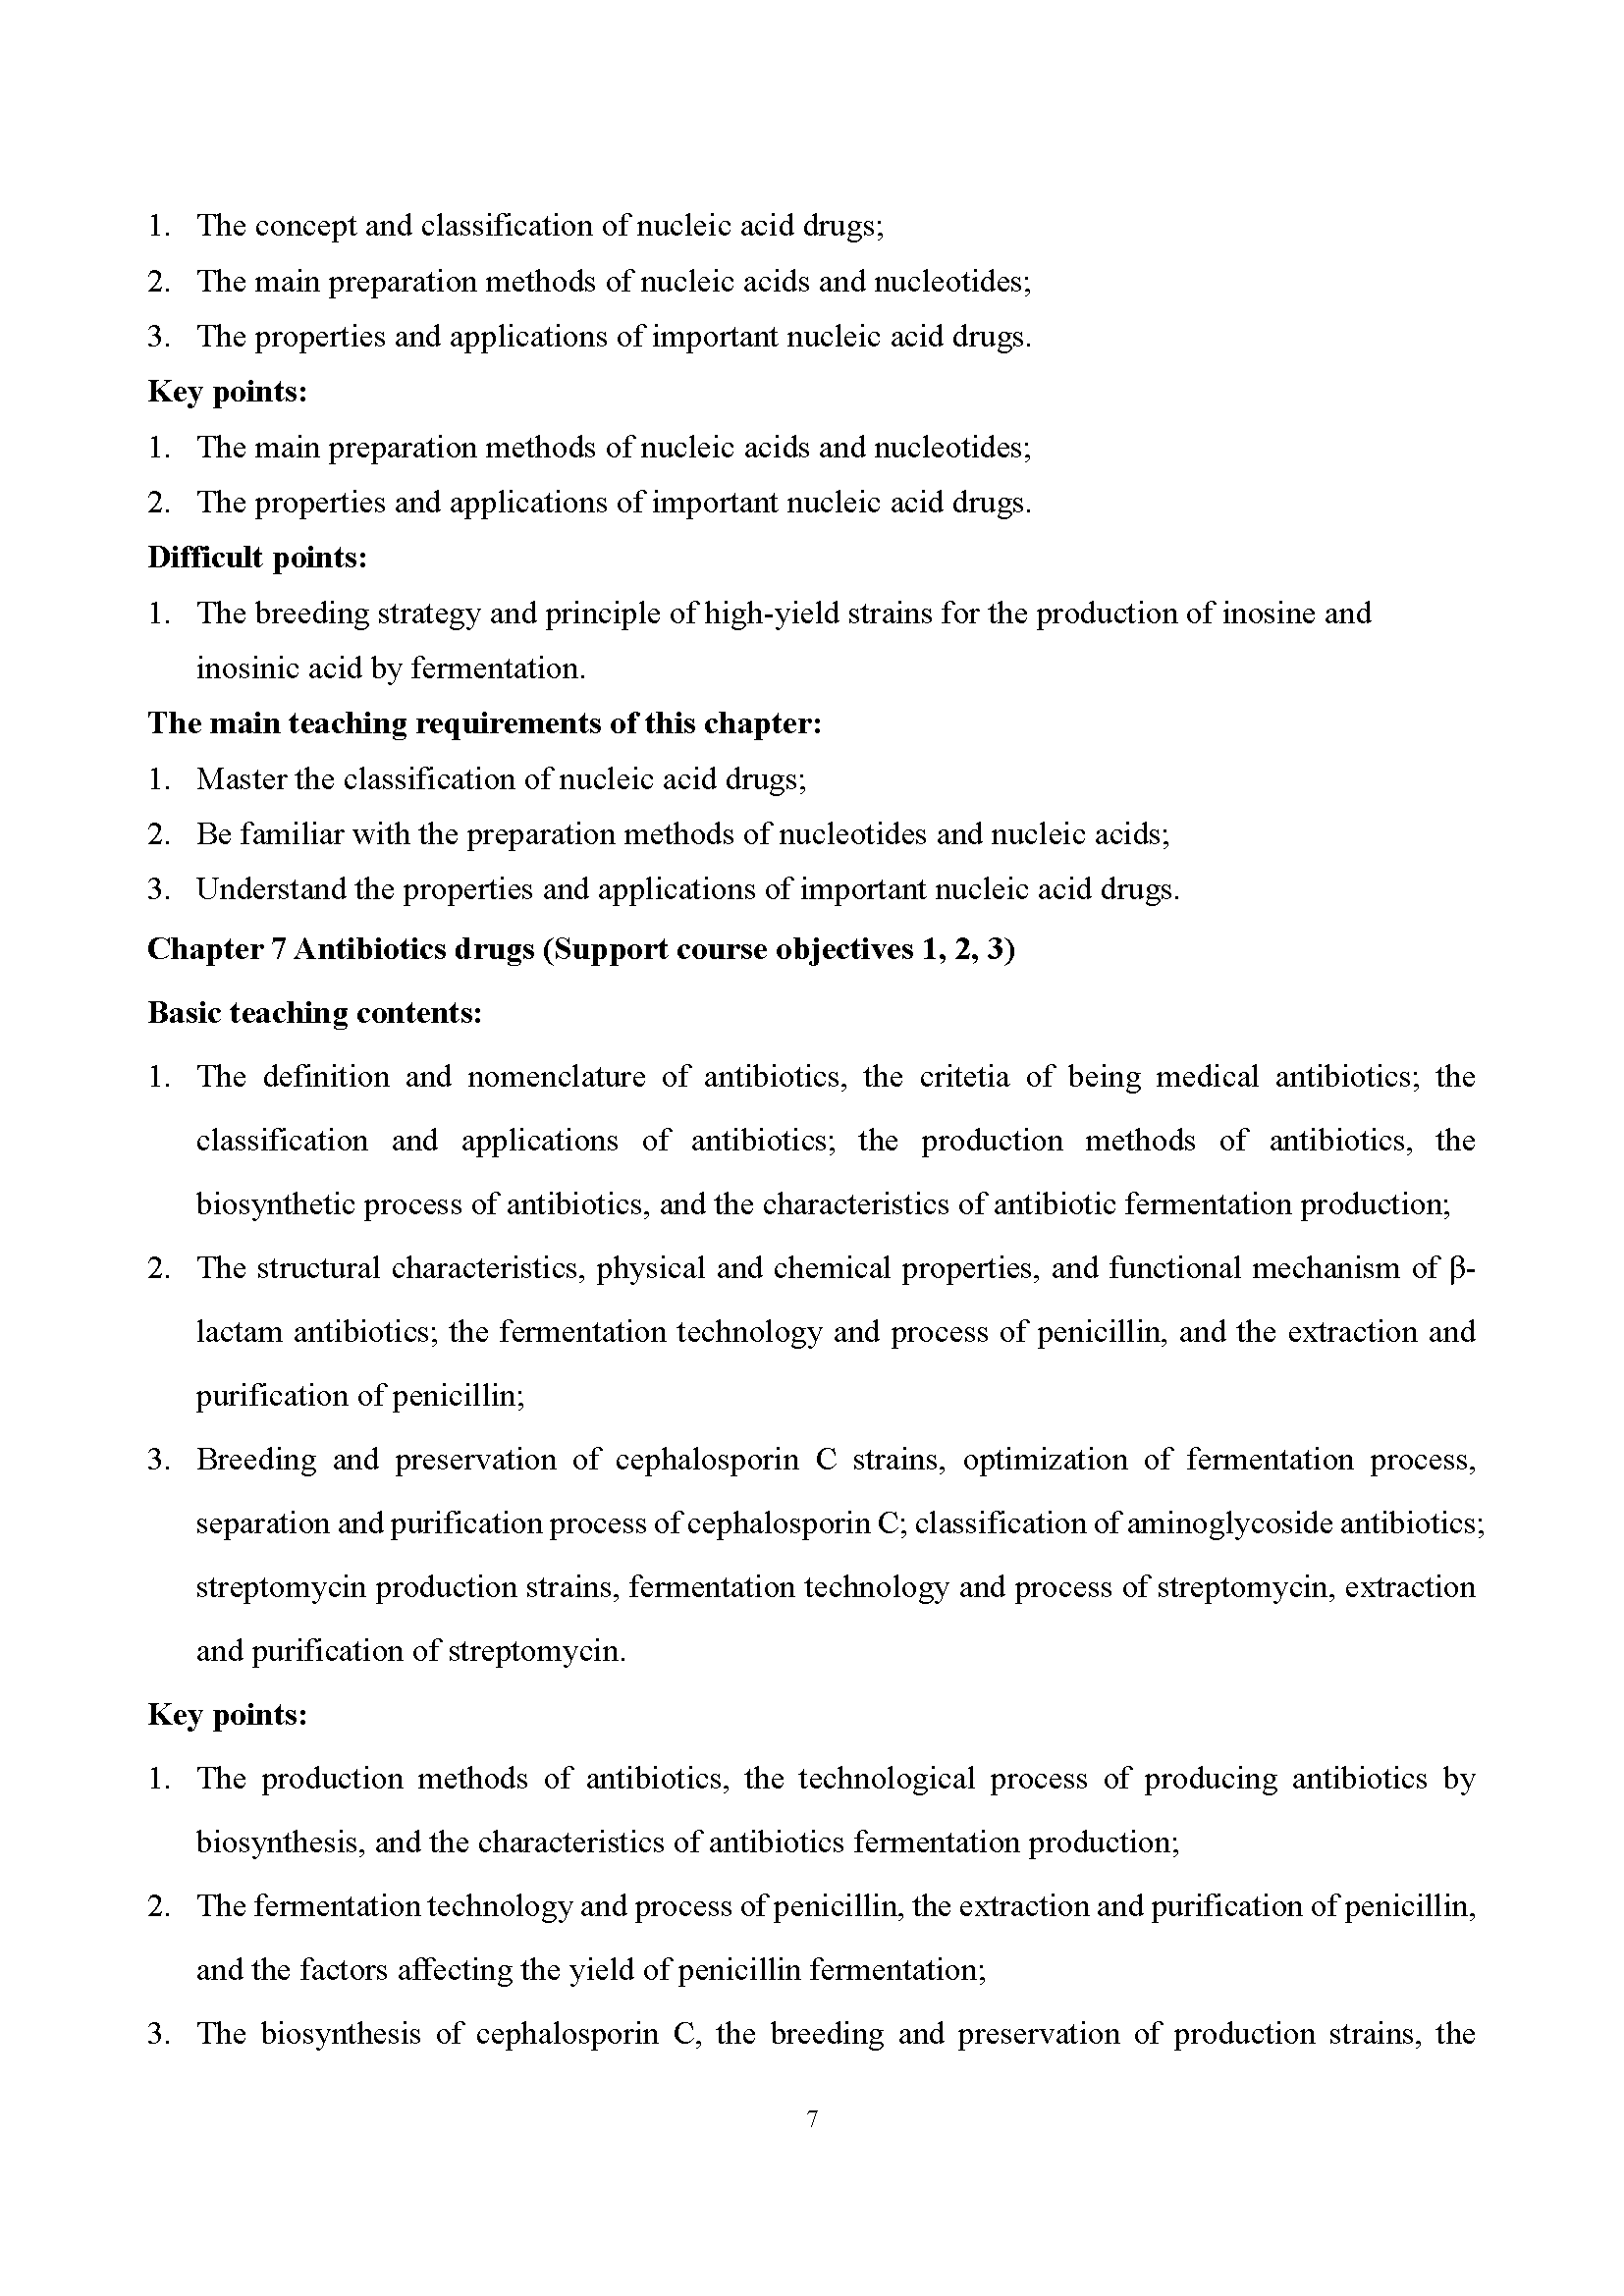 1. The concept and classification of nucleic acid drugs;
2. The main preparation methods of nucleic acids and nucleotides;
3. The properties and applications of important nucleic acid drugs.
Key points:
1. The main preparation methods of nucleic acids and nucleotides;
2. The properties and applications of important nucleic acid drugs.
Difficult points:
1. The breeding strategy and principle of high-yield strains for the production of inosine and
inosinic acid by fermentation.
The main teaching requirements of this chapter:
1. Master the classification of nucleic acid drugs;
2. Be familiar with the preparation methods of nucleotides and nucleic acids;
3. Understand the properties and applications of important nucleic acid drugs.
Chapter 7 Antibiotics drugs (Support course objectives 1, 2, 3)
Basic teaching contents:
1. The definition and nomenclature of antibiotics, the critetia of being medical antibiotics; the
classification and applications of antibiotics; the production methods of antibiotics, the
biosynthetic process of antibiotics, and the characteristics of antibiotic fermentation production;
2. The structural characteristics, physical and chemical properties, and functional mechanism of β-
lactam antibiotics; the fermentation technology and process of penicillin, and the extraction and
purification of penicillin;
3. Breeding and preservation of cephalosporin C strains, optimization of fermentation process,
separation and purification process of cephalosporin C; classification of aminoglycoside antibiotics;
streptomycin production strains, fermentation technology and process of streptomycin, extraction
and purification of streptomycin.
Key points:
1. The production methods of antibiotics, the technological process of producing antibiotics by
biosynthesis, and the characteristics of antibiotics fermentation production;
2. The fermentation technology and process of penicillin, the extraction and purification of penicillin,
and the factors affecting the yield of penicillin fermentation;
3. The biosynthesis of cephalosporin C, the breeding and preservation of production strains, the
7